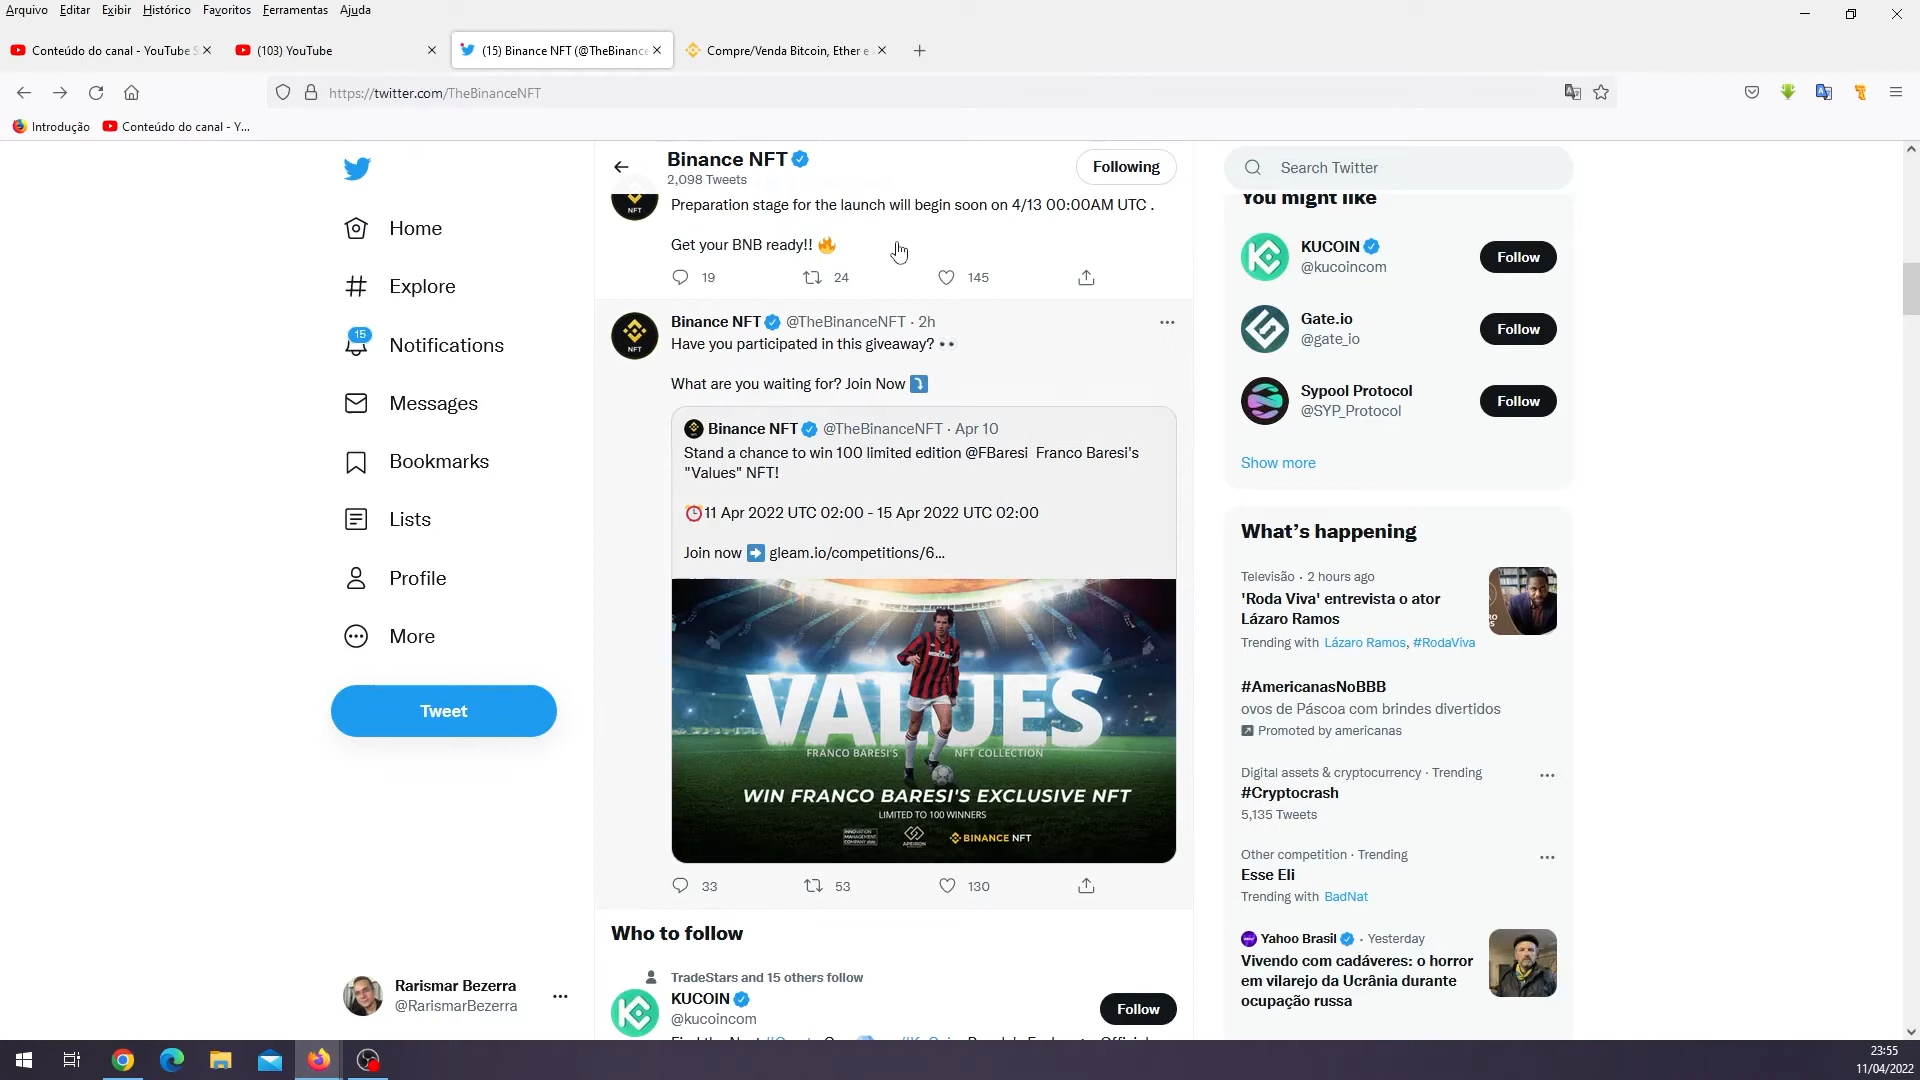 Arquivo Editar Exibir Histórico Favoritos Ferramentas Ajuda
Conteúdo do canal - YouTube S
(103) YouTube
(15) Binance NFT (@TheBinance
Compre/Venda Bitcoin, Ether e
https://twitter.com/TheBinanceNFT
Introdução
Conteúdo do canal - Y...
Home
Explore
15
Notifications
Messages
Bookmarks
Lists
Profile
More
Tweet
Rarismar Bezerra
@RarismarBezerra
Binance NFT
2,098 Tweets
Following
NFT
Preparation stage for the launch will begin soon on 4/13 00:00AM UTC .
Get your BNB ready!! 🔥
19 24 145
NFT
Binance NFT @TheBinanceNFT · 2h
Have you participated in this giveaway? 👀
What are you waiting for? Join Now ⤵️
Binance NFT @TheBinanceNFT · Apr 10
Stand a chance to win 100 limited edition @FBaresi Franco Baresi's
"Values" NFT!
⏰11 Apr 2022 UTC 02:00 - 15 Apr 2022 UTC 02:00
Join now ➡️ gleam.io/competitions/6...
VALUES
FRANCO BARESI'S NFT COLLECTION
WIN FRANCO BARESI'S EXCLUSIVE NFT
LIMITED TO 100 WINNERS
APEIRON
BINANCE NFT
33 53 130
Who to follow
TradeStars and 15 others follow
KUCOIN
@kucoincom
Follow
Search Twitter
You might like
KUCOIN
@kucoincom
Follow
Gate.io
@gate_io
Follow
Sypool Protocol
@SYP_Protocol
Follow
Show more
What's happening
Televisão · 2 hours ago
'Roda Viva' entrevista o ator
Lázaro Ramos
Trending with Lázaro Ramos, #RodaViva
#AmericanasNoBBB
ovos de Páscoa com brindes divertidos
Promoted by americanas
Digital assets & cryptocurrency · Trending
#Cryptocrash
5,135 Tweets
Other competition · Trending
Esse Eli
Trending with BadNat
Yahoo Brasil · Yesterday
Vivendo com cadáveres: o horror
em vilarejo da Ucrânia durante
ocupação russa
23:55
11/04/2022